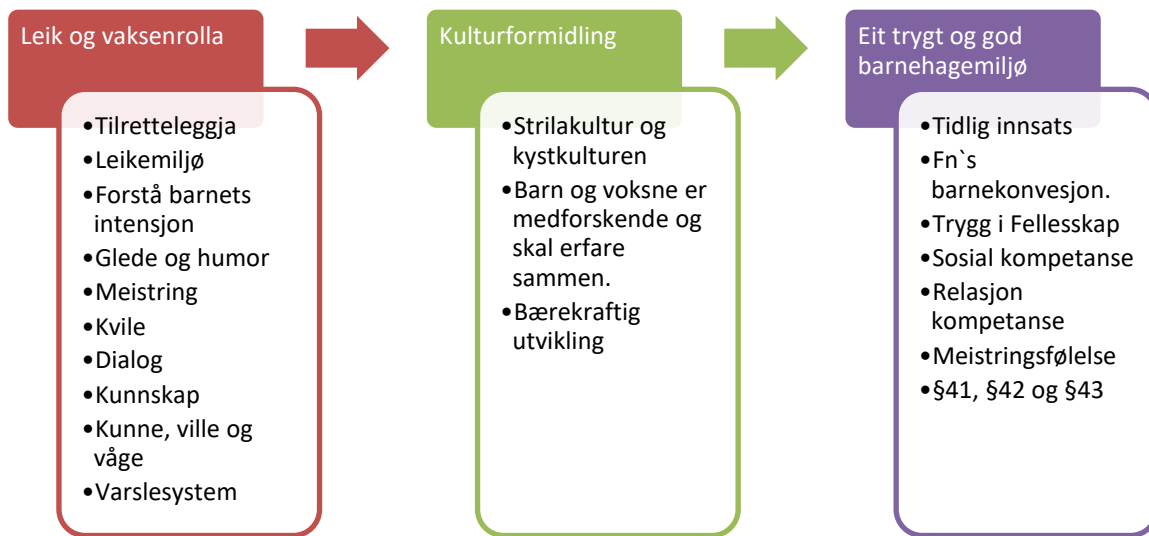 Leik og vaksenrolla
•Tilretteleggja
•Leikemiljø
•Forstå barnets
intensjon
•Glede og humor
•Meistring
•Kvile
•Dialog
•Kunnskap
•Kunne, ville og
våge
•Varslesystem
Kulturformidling
•Strilakultur og
kystkulturen
•Barn og voksne er
medforskende og
skal erfare
sammen.
•Bærekraftig
utvikling
Eit trygt og god
barnehagemiljø
•Tidlig innsats
•Fn`s
barnekonvesjon.
•Trygg i Fellesskap
•Sosial kompetanse
•Relasjon
kompetanse
•Meistringsfølelse
•§41, §42 og §43